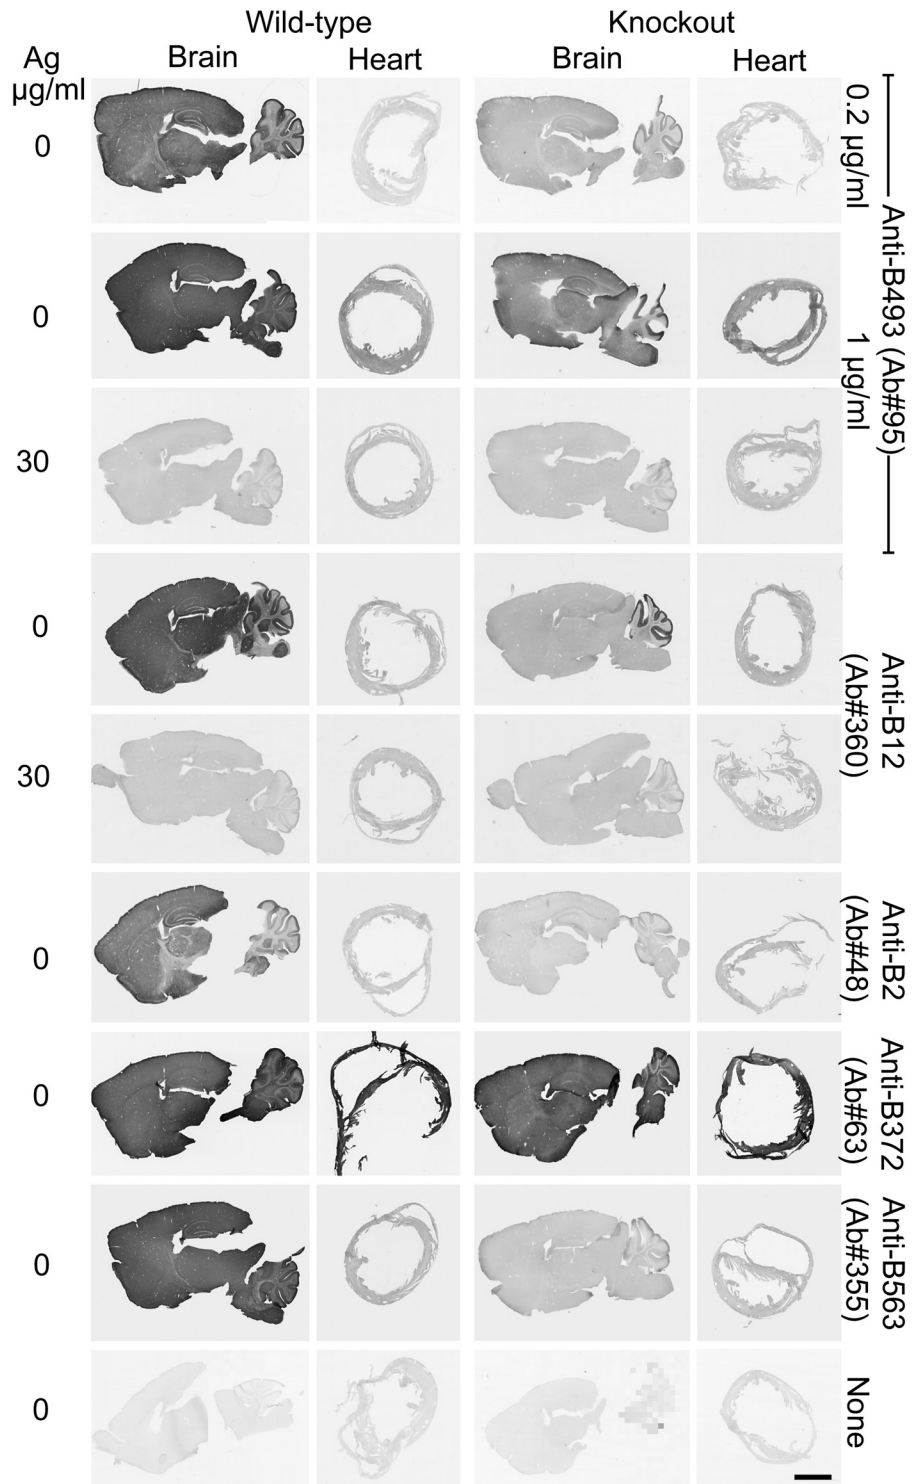 Wild-type Knockout
Ag Brain Heart Brain Heart
µg/ml
0
0.2 µg/ml
Anti-B493 (Ab#95)
0
1 µg/ml
30
0
Anti-B12
(Ab#360)
30
0
Anti-B2
(Ab#48)
0
Anti-B372
(Ab#63)
0
Anti-B563
(Ab#355)
0
None